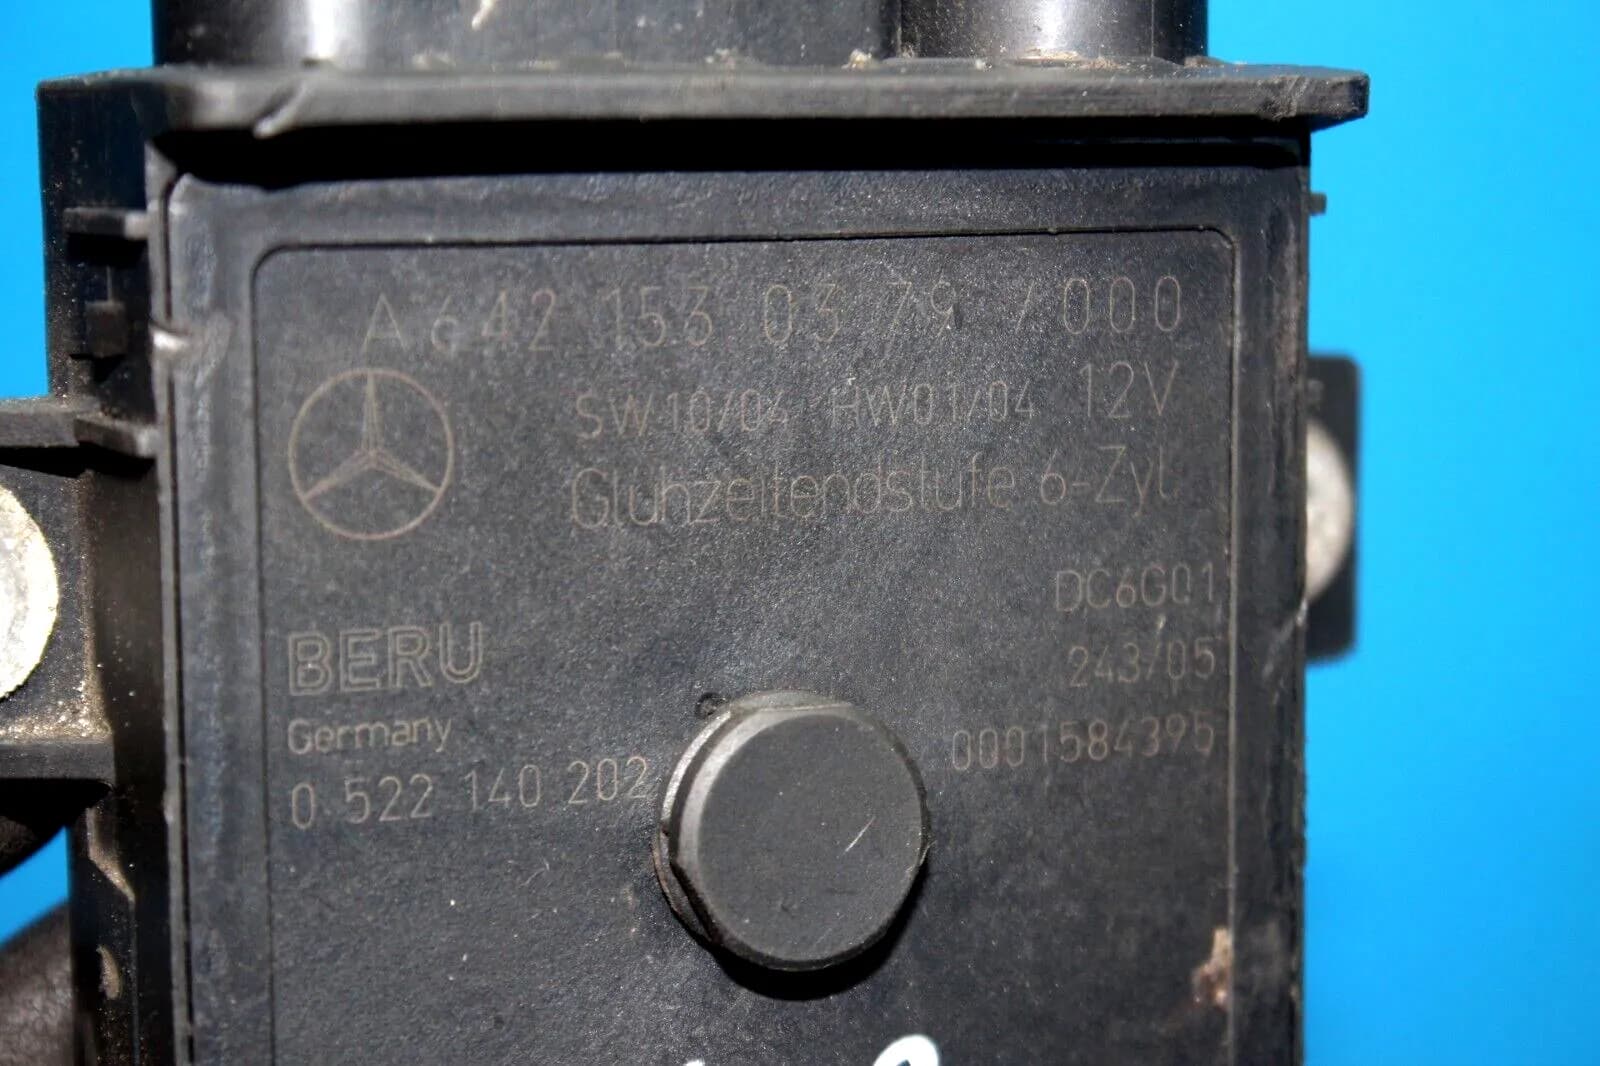 A 642 153 03 79 /000
SW10/04 HW01/04 12V
Gluhzeitendstufe 6-Zyl
DC6G01
BERU
243/05
Germany
0001584395
0 522 140 202